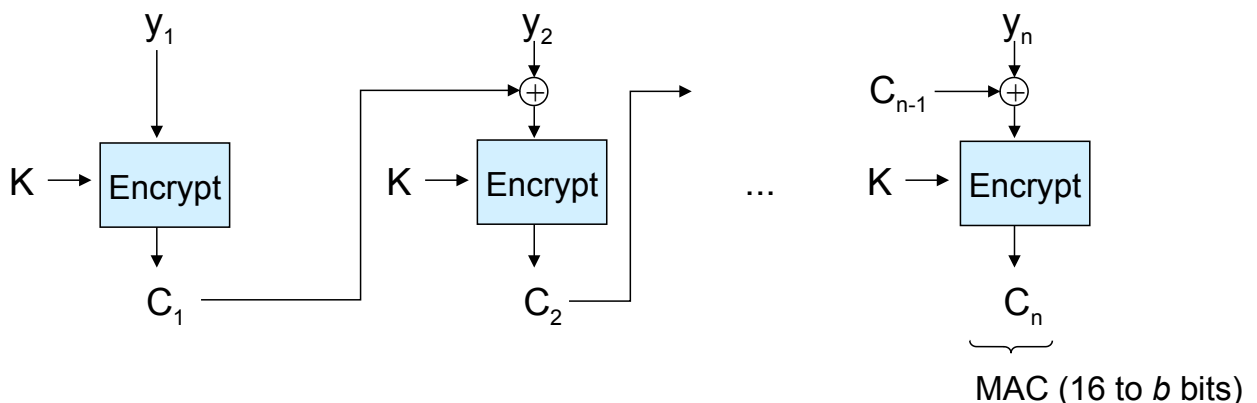 y₁ y₂ yₙ
Cₙ₋₁
K Encrypt K Encrypt ... K Encrypt
C₁ C₂ Cₙ
MAC (16 to b bits)